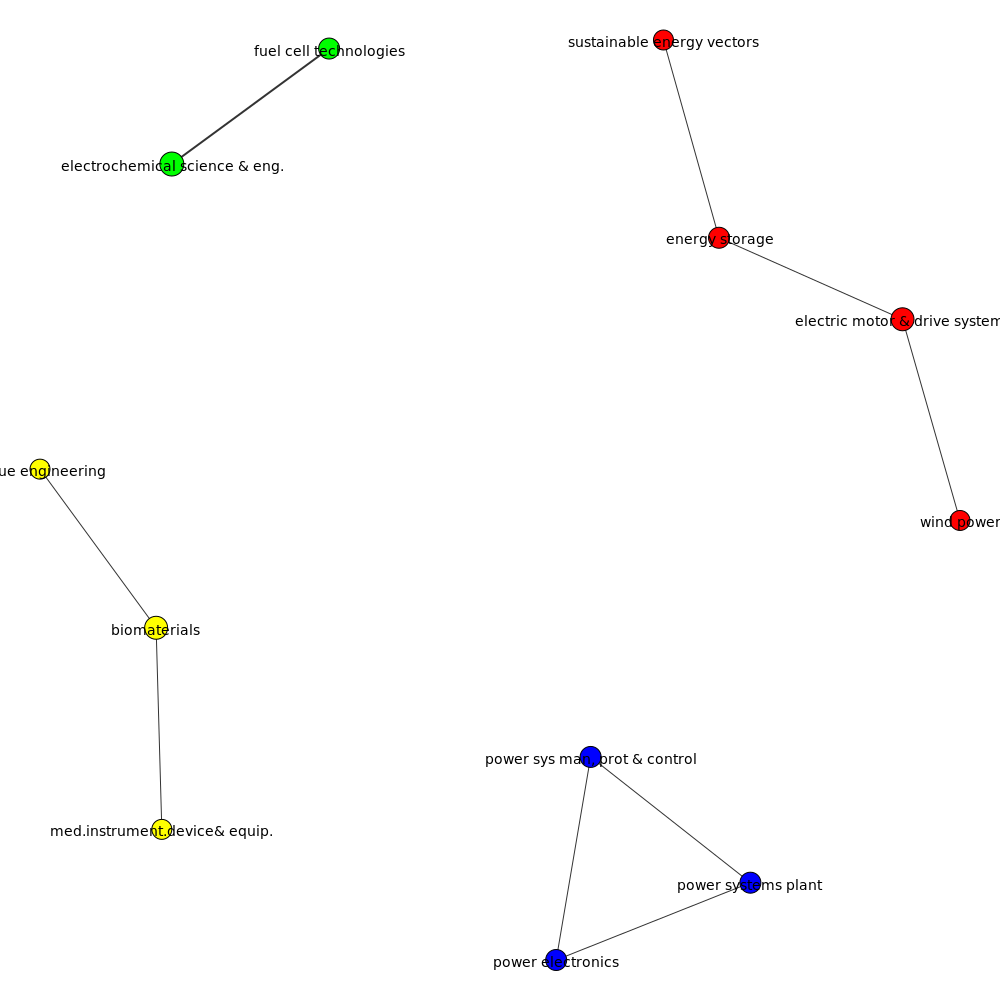 sustainable energy vectors
fuel cell technologies
electrochemical science & eng.
energy storage
electric motor & drive system
ue engineering
wind power
biomaterials
power sys man, prot & control
med.instrument.device& equip.
power systems plant
power electronics